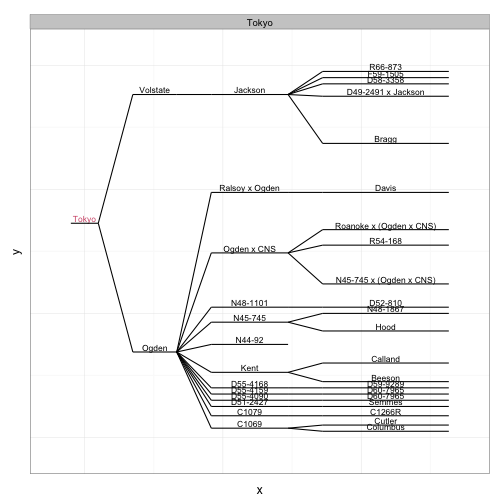 Tokyo
R66-873
F59-1505
D58-3358
Volstate
Jackson
D49-2491 x Jackson
Bragg
Ralsoy x Ogden
Davis
Tokyo
Roanoke x (Ogden x CNS)
R54-168
Ogden x CNS
N45-745 x (Ogden x CNS)
N48-1101
D52-810
N48-1867
N45-745
Hood
N44-92
Ogden
Calland
Kent
Beeson
D55-4168
D59-9289
D55-4159
D60-7965
D55-4090
D60-7965
D51-2427
Semmes
C1079
C1266R
C1069
Cutler
Columbus
y
x